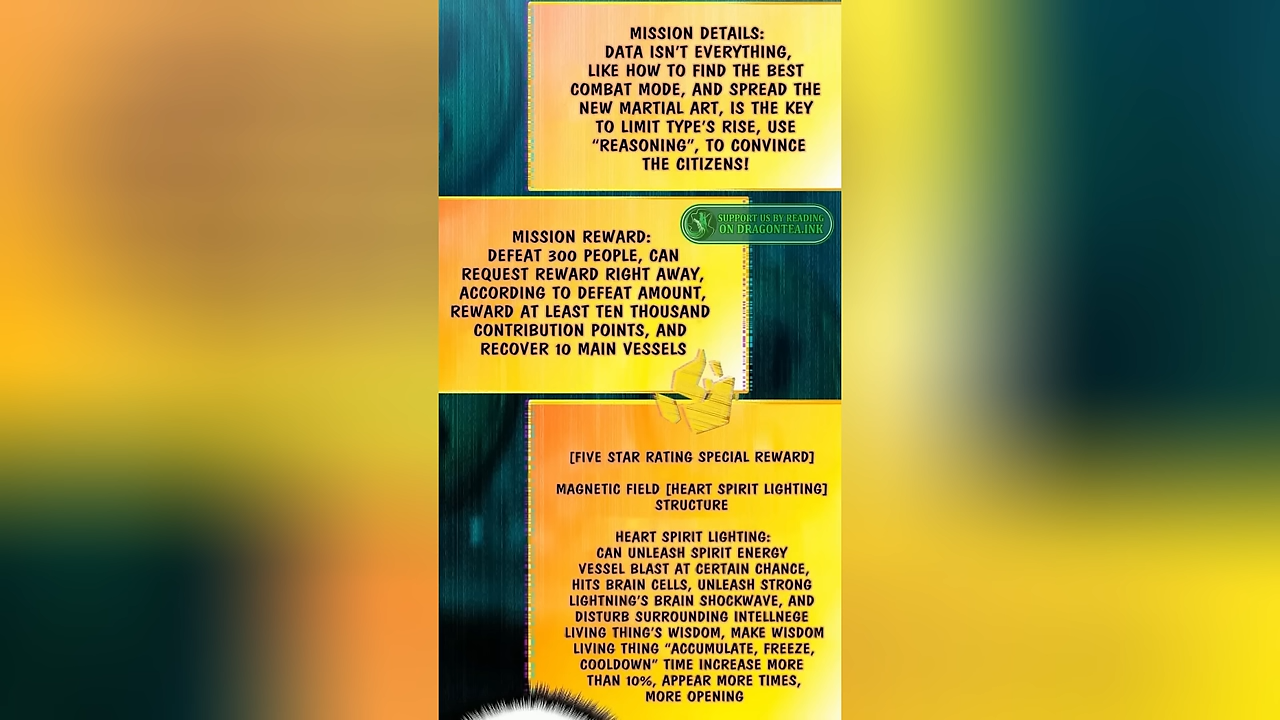 MISSION DETAILS:
DATA ISN'T EVERYTHING,
LIKE HOW TO FIND THE BEST
COMBAT MODE, AND SPREAD THE
NEW MARTIAL ART, IS THE KEY
TO LIMIT TYPE'S RISE, USE
"REASONING", TO CONVINCE
THE CITIZENS!
SUPPORT US BY READING
ON DRAGONTEA.INK
MISSION REWARD:
DEFEAT 300 PEOPLE, CAN
REQUEST REWARD RIGHT AWAY,
ACCORDING TO DEFEAT AMOUNT,
REWARD AT LEAST TEN THOUSAND
CONTRIBUTION POINTS, AND
RECOVER 10 MAIN VESSELS
[FIVE STAR RATING SPECIAL REWARD]
MAGNETIC FIELD [HEART SPIRIT LIGHTING]
STRUCTURE
HEART SPIRIT LIGHTING:
CAN UNLEASH SPIRIT ENERGY
VESSEL BLAST AT CERTAIN CHANCE,
HITS BRAIN CELLS, UNLEASH STRONG
LIGHTNING'S BRAIN SHOCKWAVE, AND
DISTURB SURROUNDING INTELLNEGE
LIVING THING'S WISDOM, MAKE WISDOM
LIVING THING "ACCUMULATE, FREEZE,
COOLDOWN" TIME INCREASE MORE
THAN 10%, APPEAR MORE TIMES,
MORE OPENING